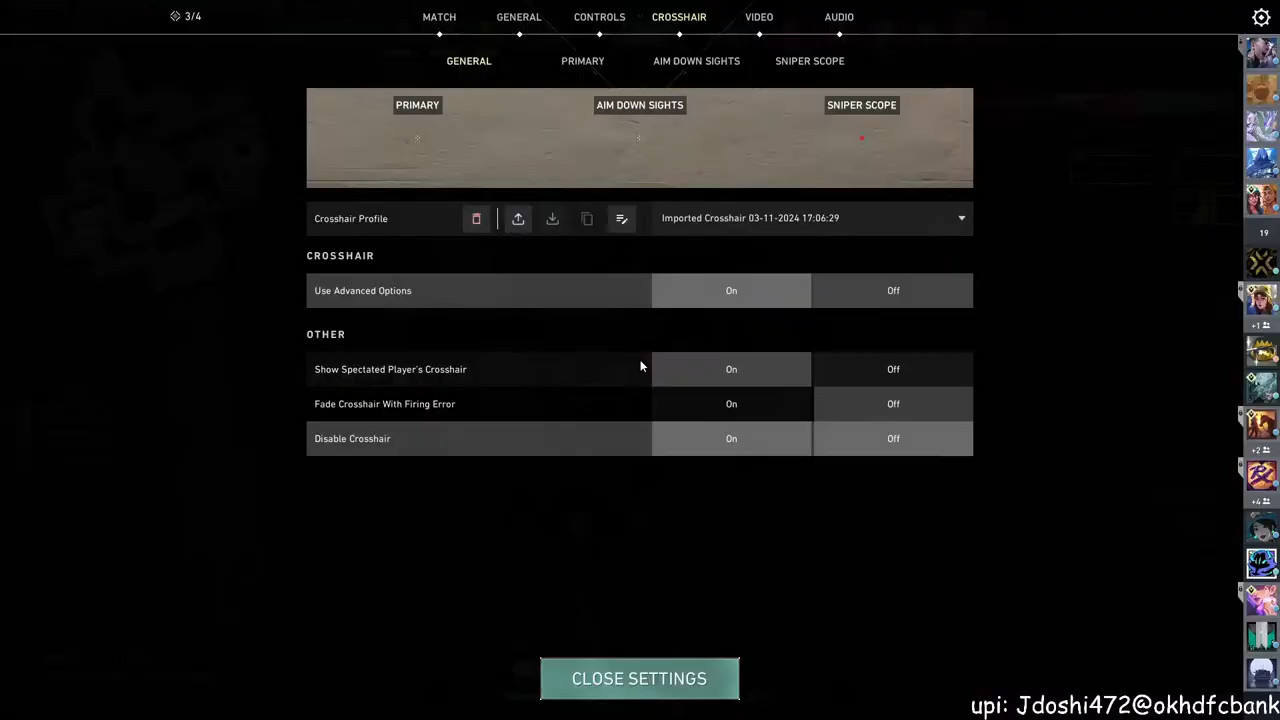 3/4
MATCH GENERAL CONTROLS CROSSHAIR VIDEO AUDIO
GENERAL PRIMARY AIM DOWN SIGHTS SNIPER SCOPE
PRIMARY AIM DOWN SIGHTS SNIPER SCOPE
Crosshair Profile Imported Crosshair 03-11-2024 17:06:29
19
CROSSHAIR
Use Advanced Options On Off
+1
OTHER
Show Spectated Player's Crosshair On Off
Fade Crosshair With Firing Error On Off
Disable Crosshair On Off
+2
+4
CLOSE SETTINGS
upi: Jdoshi472@okhdfcbank